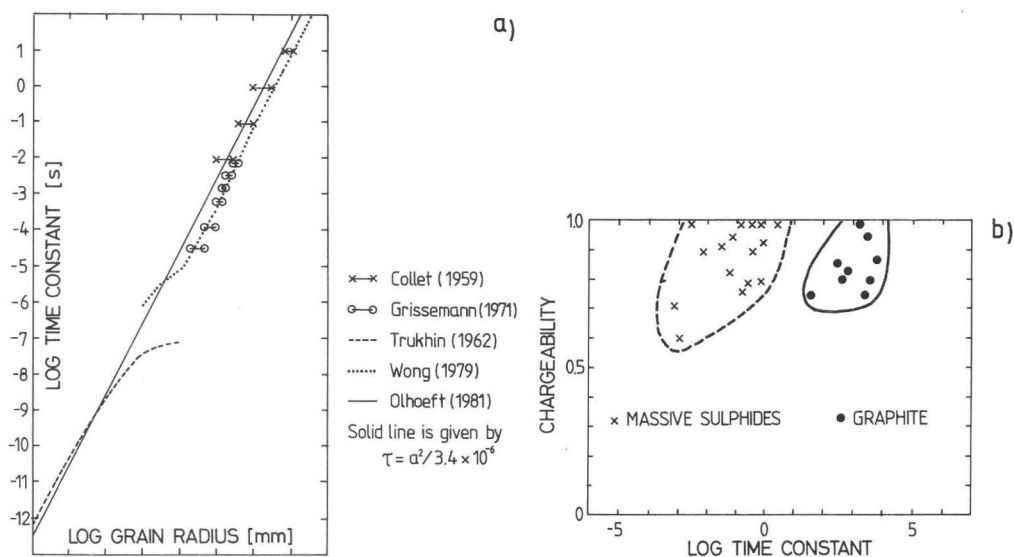 a)
1
0
-1
-2
-3
-4
-5
-6
-7
-8
-9
-10
-11
-12
LOG TIME CONSTANT [s]
LOG GRAIN RADIUS [mm]
Collet (1959)
Grissemann (1971)
Trukhin (1962)
Wong (1979)
Olhoeft (1981)
Solid line is given by
τ = a²/3.4 × 10⁻⁶
b)
1.0
0.5
0
CHARGEABILITY
× MASSIVE SULPHIDES
● GRAPHITE
-5 0 5
LOG TIME CONSTANT